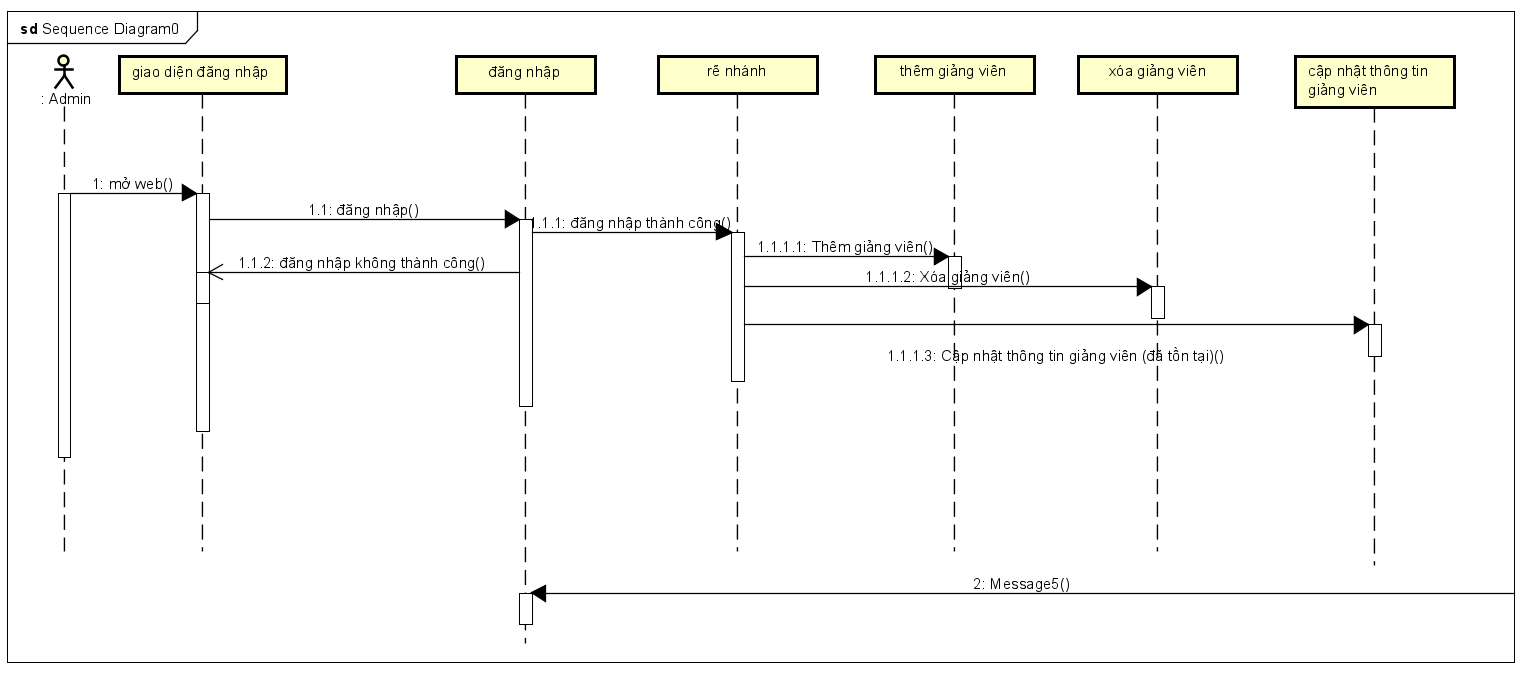 sd Sequence Diagram0
: Admin
giao diện đăng nhập
đăng nhập
rẽ nhánh
thêm giảng viên
xóa giảng viên
cập nhật thông tin
giảng viên
1: mở web()
1.1: đăng nhập()
1.1.1: đăng nhập thành công()
1.1.1.1: Thêm giảng viên()
1.1.2: đăng nhập không thành công()
1.1.1.2: Xóa giảng viên()
1.1.1.3: Cập nhật thông tin giảng viên (đã tồn tại)()
2: Message5()